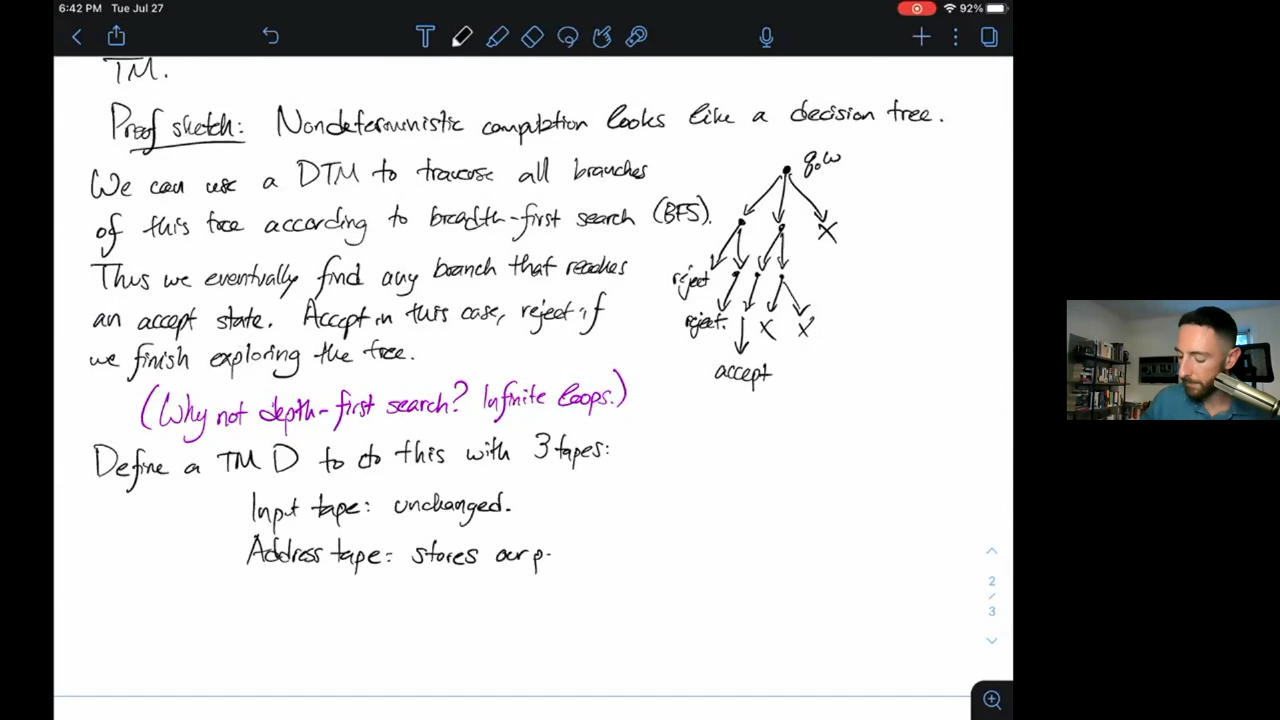 6:42 PM Tue Jul 27
92%
TM.
Proof sketch: Nondeterministic computation looks like a decision tree.
We can use a DTM to traverse all branches
of this tree according to breadth-first search (BFS).
Thus we eventually find any branch that reaches
an accept state. Accept in this case, reject if
we finish exploring the tree.
(Why not depth-first search? Infinite loops.)
Define a TM D to do this with 3 tapes:
Input tape: unchanged.
Address tape: stores our p
q₀w
X
reject
reject.
X
X
accept
2
/
3